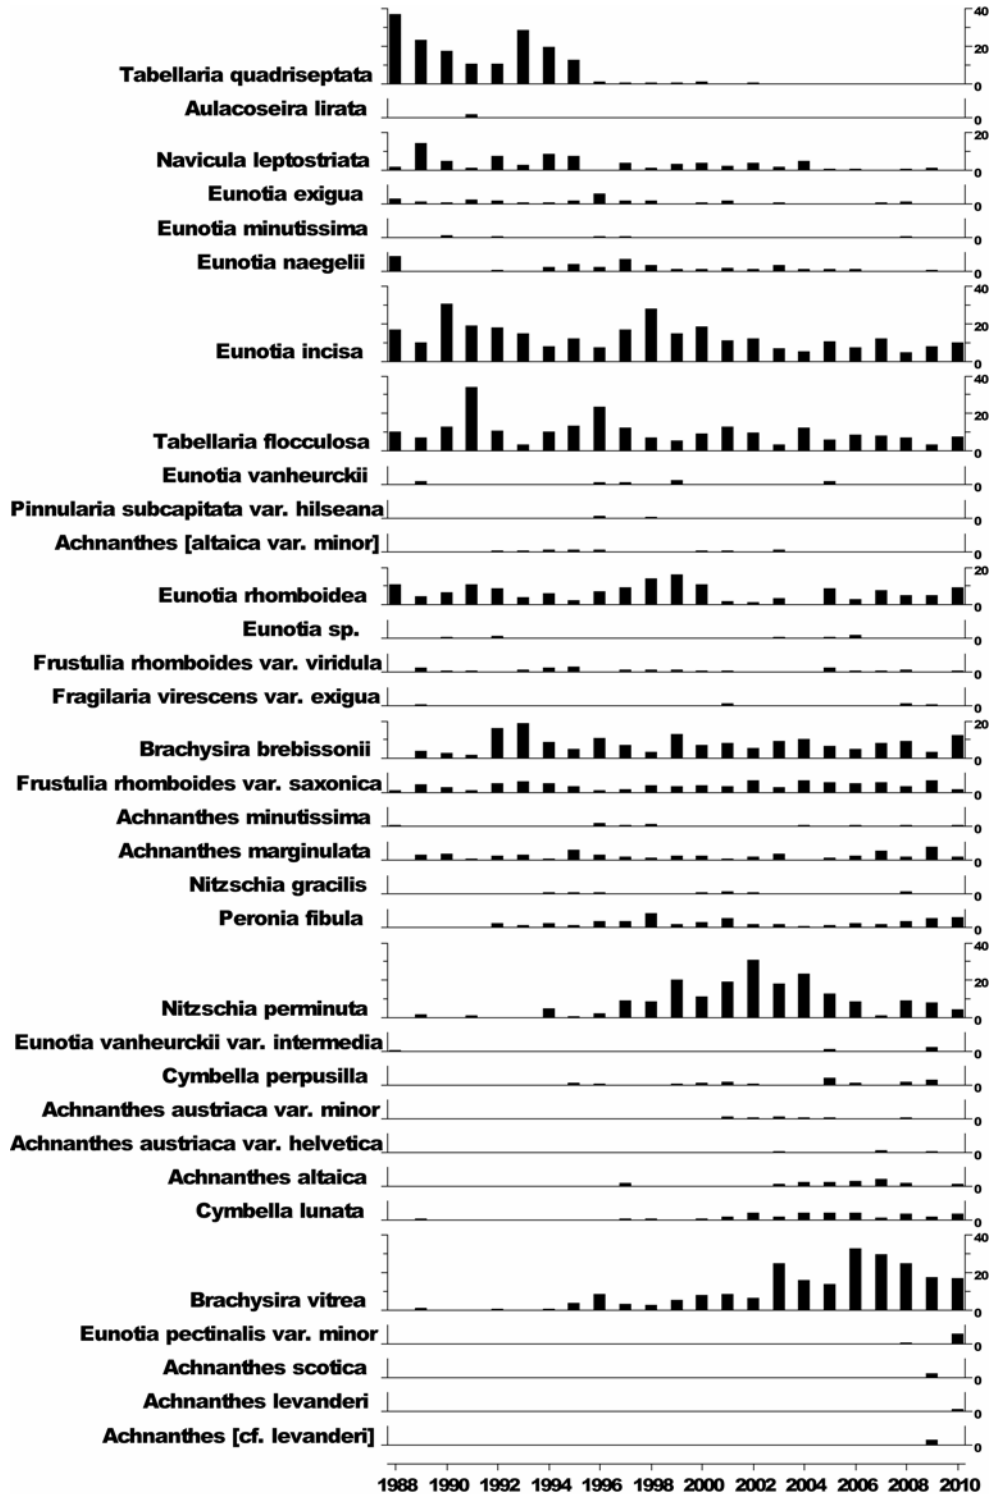 40
20
Tabellaria quadriseptata
0
Aulacoseira lirata
0
20
Navicula leptostriata
0
Eunotia exigua
0
Eunotia minutissima
0
Eunotia naegelii
0
40
20
Eunotia incisa
0
40
20
Tabellaria flocculosa
0
Eunotia vanheurckii
0
Pinnularia subcapitata var. hilseana
0
Achnanthes [altaica var. minor]
0
20
Eunotia rhomboidea
0
Eunotia sp.
0
Frustulia rhomboides var. viridula
0
Fragilaria virescens var. exigua
0
20
Brachysira brebissonii
0
Frustulia rhomboides var. saxonica
0
Achnanthes minutissima
0
Achnanthes marginulata
0
Nitzschia gracilis
0
Peronia fibula
0
40
20
Nitzschia perminuta
0
Eunotia vanheurckii var. intermedia
0
Cymbella perpusilla
0
Achnanthes austriaca var. minor
0
Achnanthes austriaca var. helvetica
0
Achnanthes altaica
0
Cymbella lunata
0
40
20
Brachysira vitrea
0
Eunotia pectinalis var. minor
0
Achnanthes scotica
0
Achnanthes levanderi
0
Achnanthes [cf. levanderi]
0
1988 1990 1992 1994 1996 1998 2000 2002 2004 2006 2008 2010